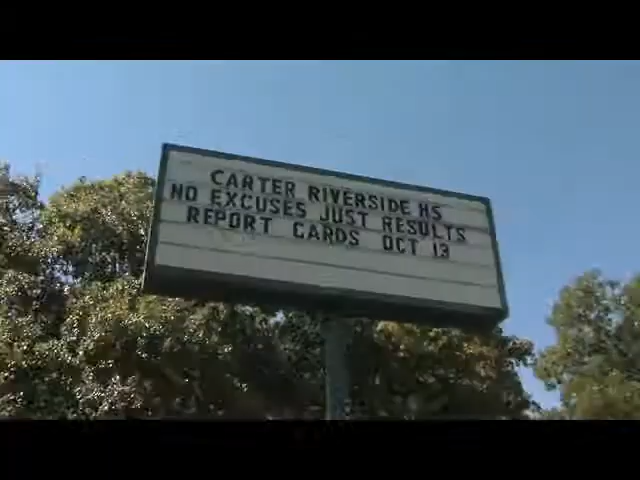 CARTER RIVERSIDE HS
NO EXCUSES JUST RESULTS
REPORT CARDS OCT 13